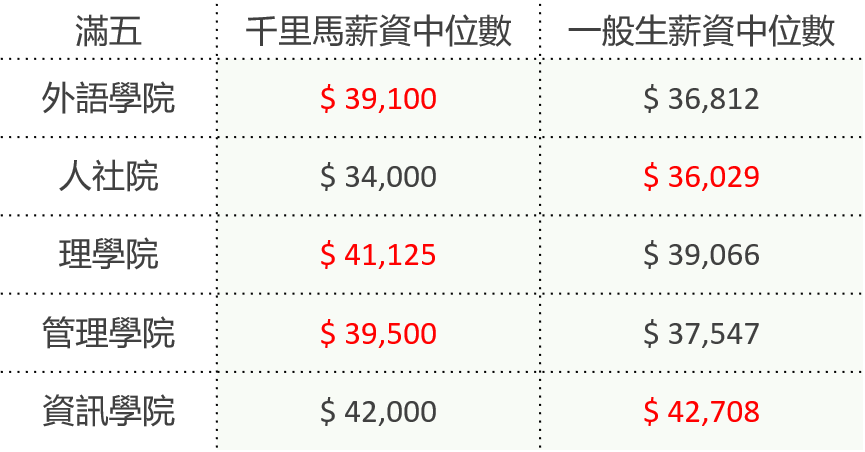 滿五 千里馬薪資中位數 一般生薪資中位數
外語學院 $ 39,100 $ 36,812
人社院 $ 34,000 $ 36,029
理學院 $ 41,125 $ 39,066
管理學院 $ 39,500 $ 37,547
資訊學院 $ 42,000 $ 42,708